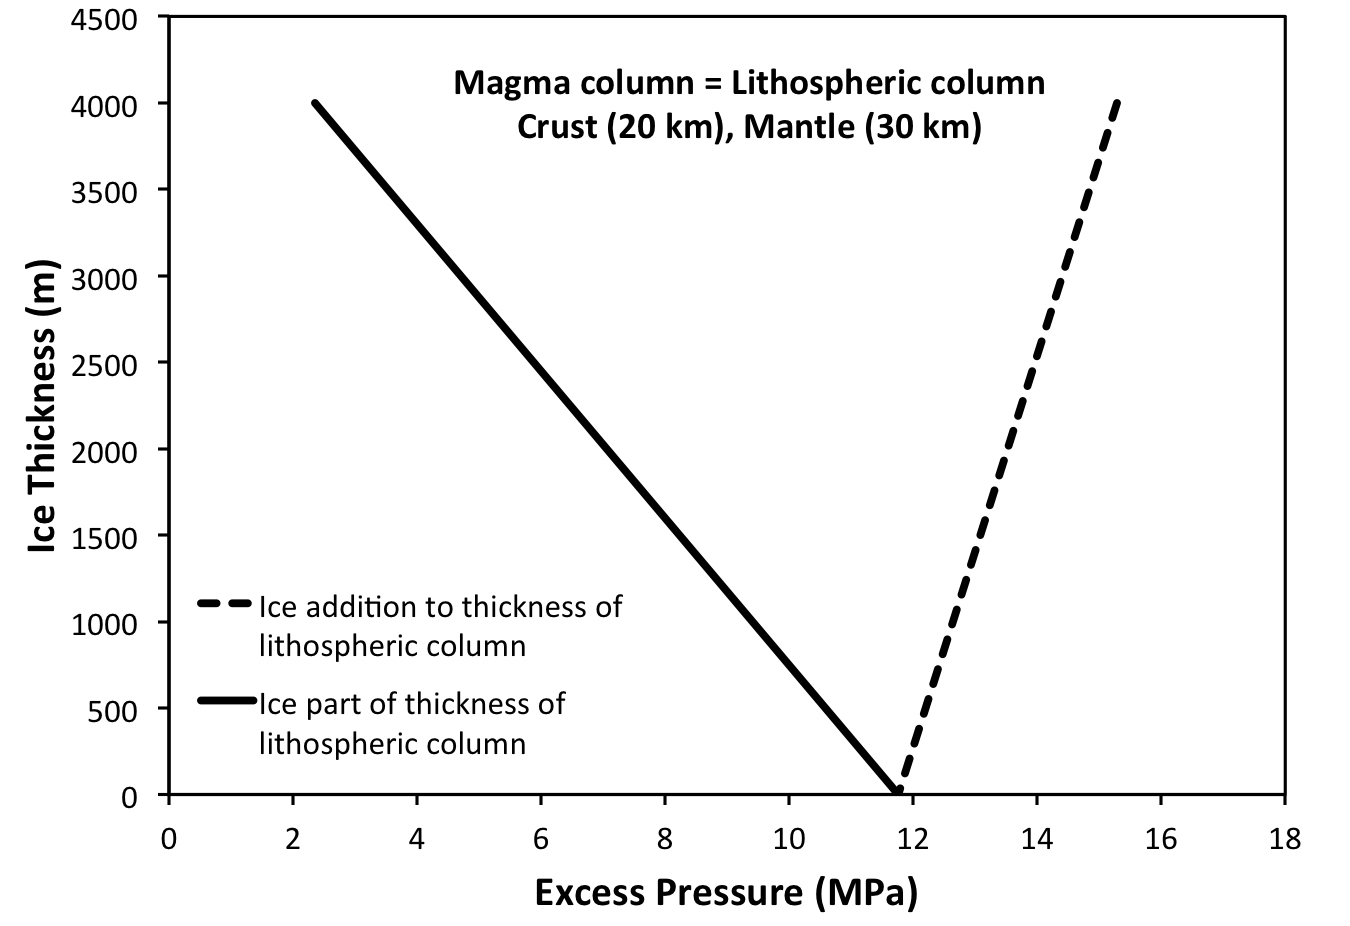 Magma column = Lithospheric column
Crust (20 km), Mantle (30 km)
4500
4000
3500
3000
2500
2000
1500
1000
500
0
Ice Thickness (m)
Ice addition to thickness of
lithospheric column
Ice part of thickness of
lithospheric column
0 2 4 6 8 10 12 14 16 18
Excess Pressure (MPa)